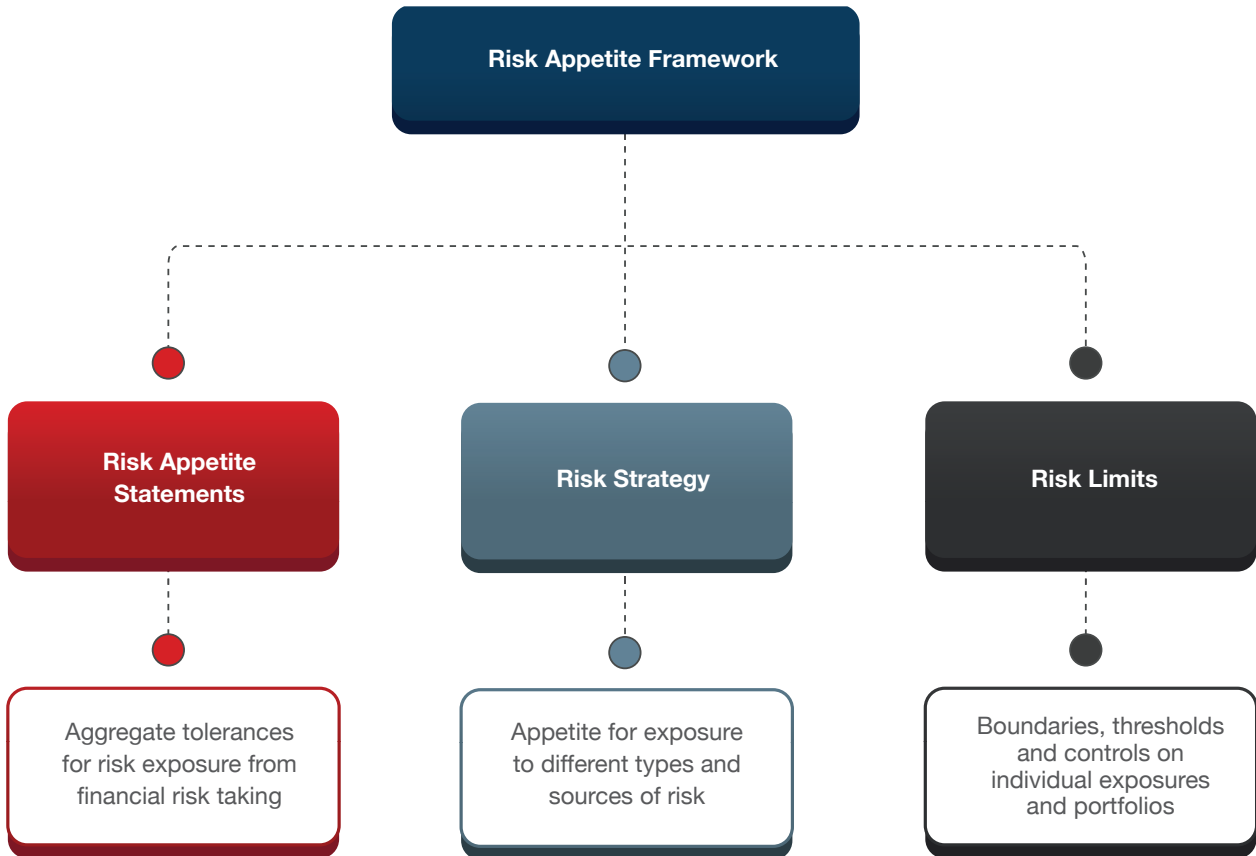 Risk Appetite Framework
Risk Appetite
Statements
Risk Strategy
Risk Limits
Aggregate tolerances
for risk exposure from
financial risk taking
Appetite for exposure
to different types and
sources of risk
Boundaries, thresholds
and controls on
individual exposures
and portfolios